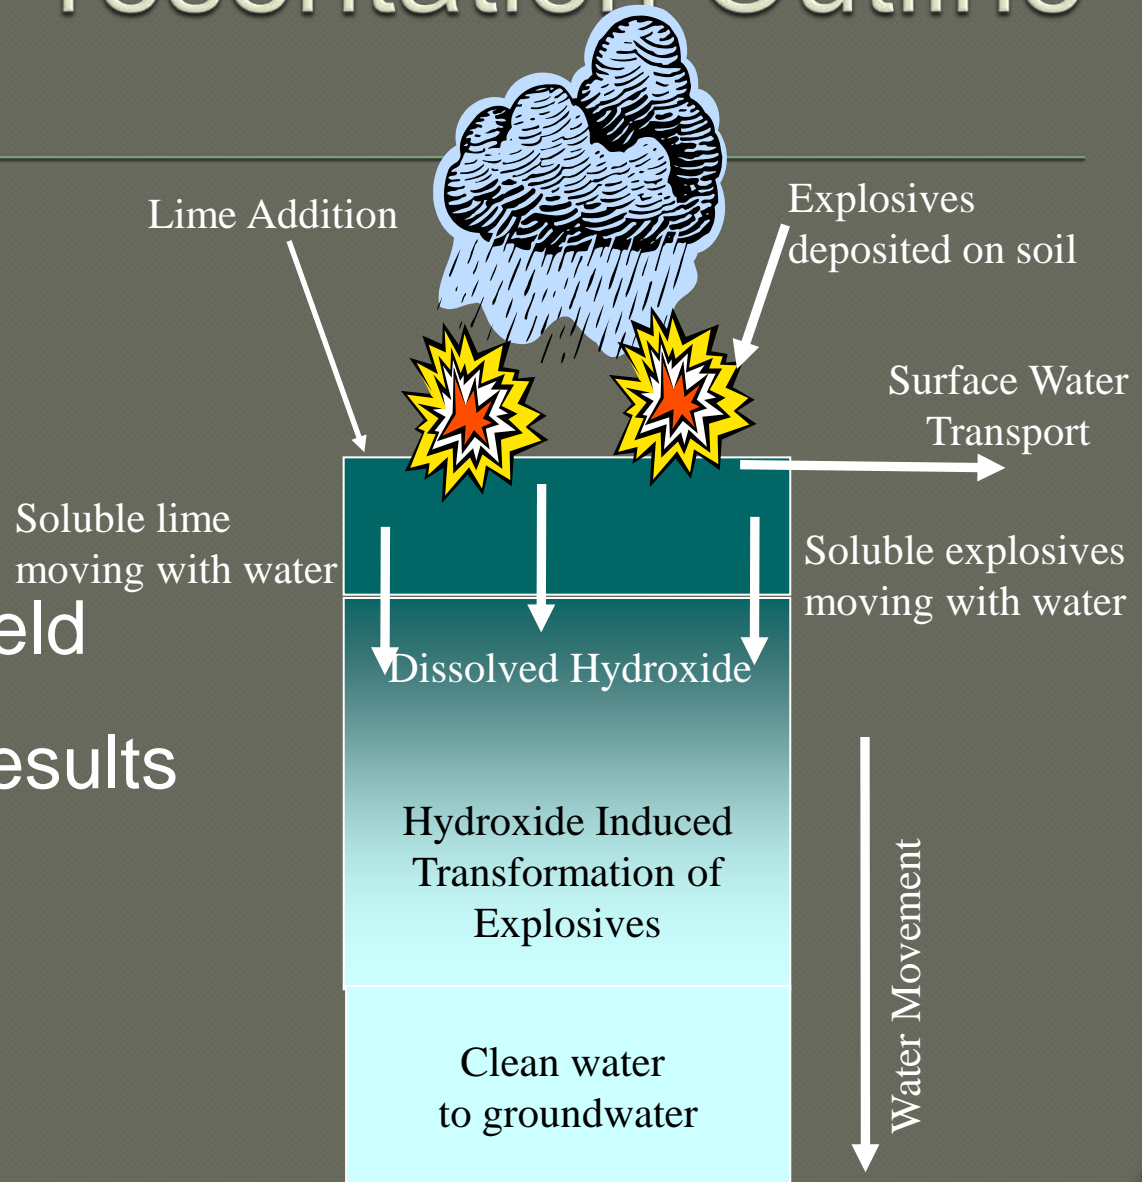 Outline
Lime Addition
Explosives
deposited on soil
Surface Water
Transport
Soluble lime
moving with water
Soluble explosives
moving with water
eld
esults
Dissolved Hydroxide
Hydroxide Induced
Transformation of
Explosives
Water Movement
Clean water
to groundwater